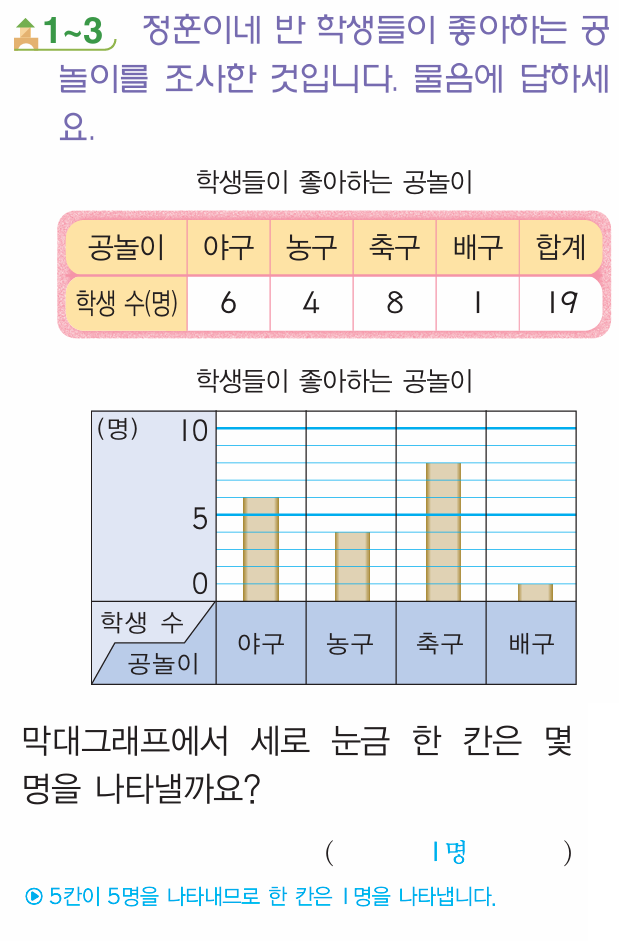 1~3 정훈이네 반 학생들이 좋아하는 공
놀이를 조사한 것입니다. 물음에 답하세
요.
학생들이 좋아하는 공놀이
공놀이 야구 농구 축구 배구 합계
학생 수(명) 6 4 8 1 19
학생들이 좋아하는 공놀이
(명) 10
5
0
학생 수
공놀이 야구 농구 축구 배구
막대그래프에서 세로 눈금 한 칸은 몇
명을 나타낼까요?
( 1명 )
5칸이 5명을 나타내므로 한 칸은 1명을 나타냅니다.